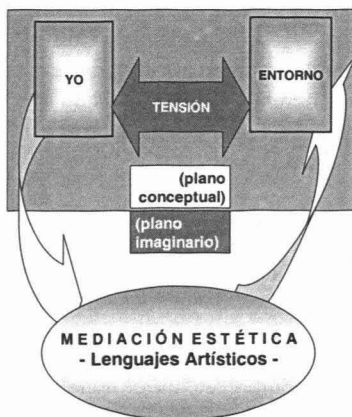 YO
ENTORNO
TENSIÓN
(plano
conceptual)
(plano
imaginario)
MEDIACIÓN ESTÉTICA
- Lenguajes Artísticos -